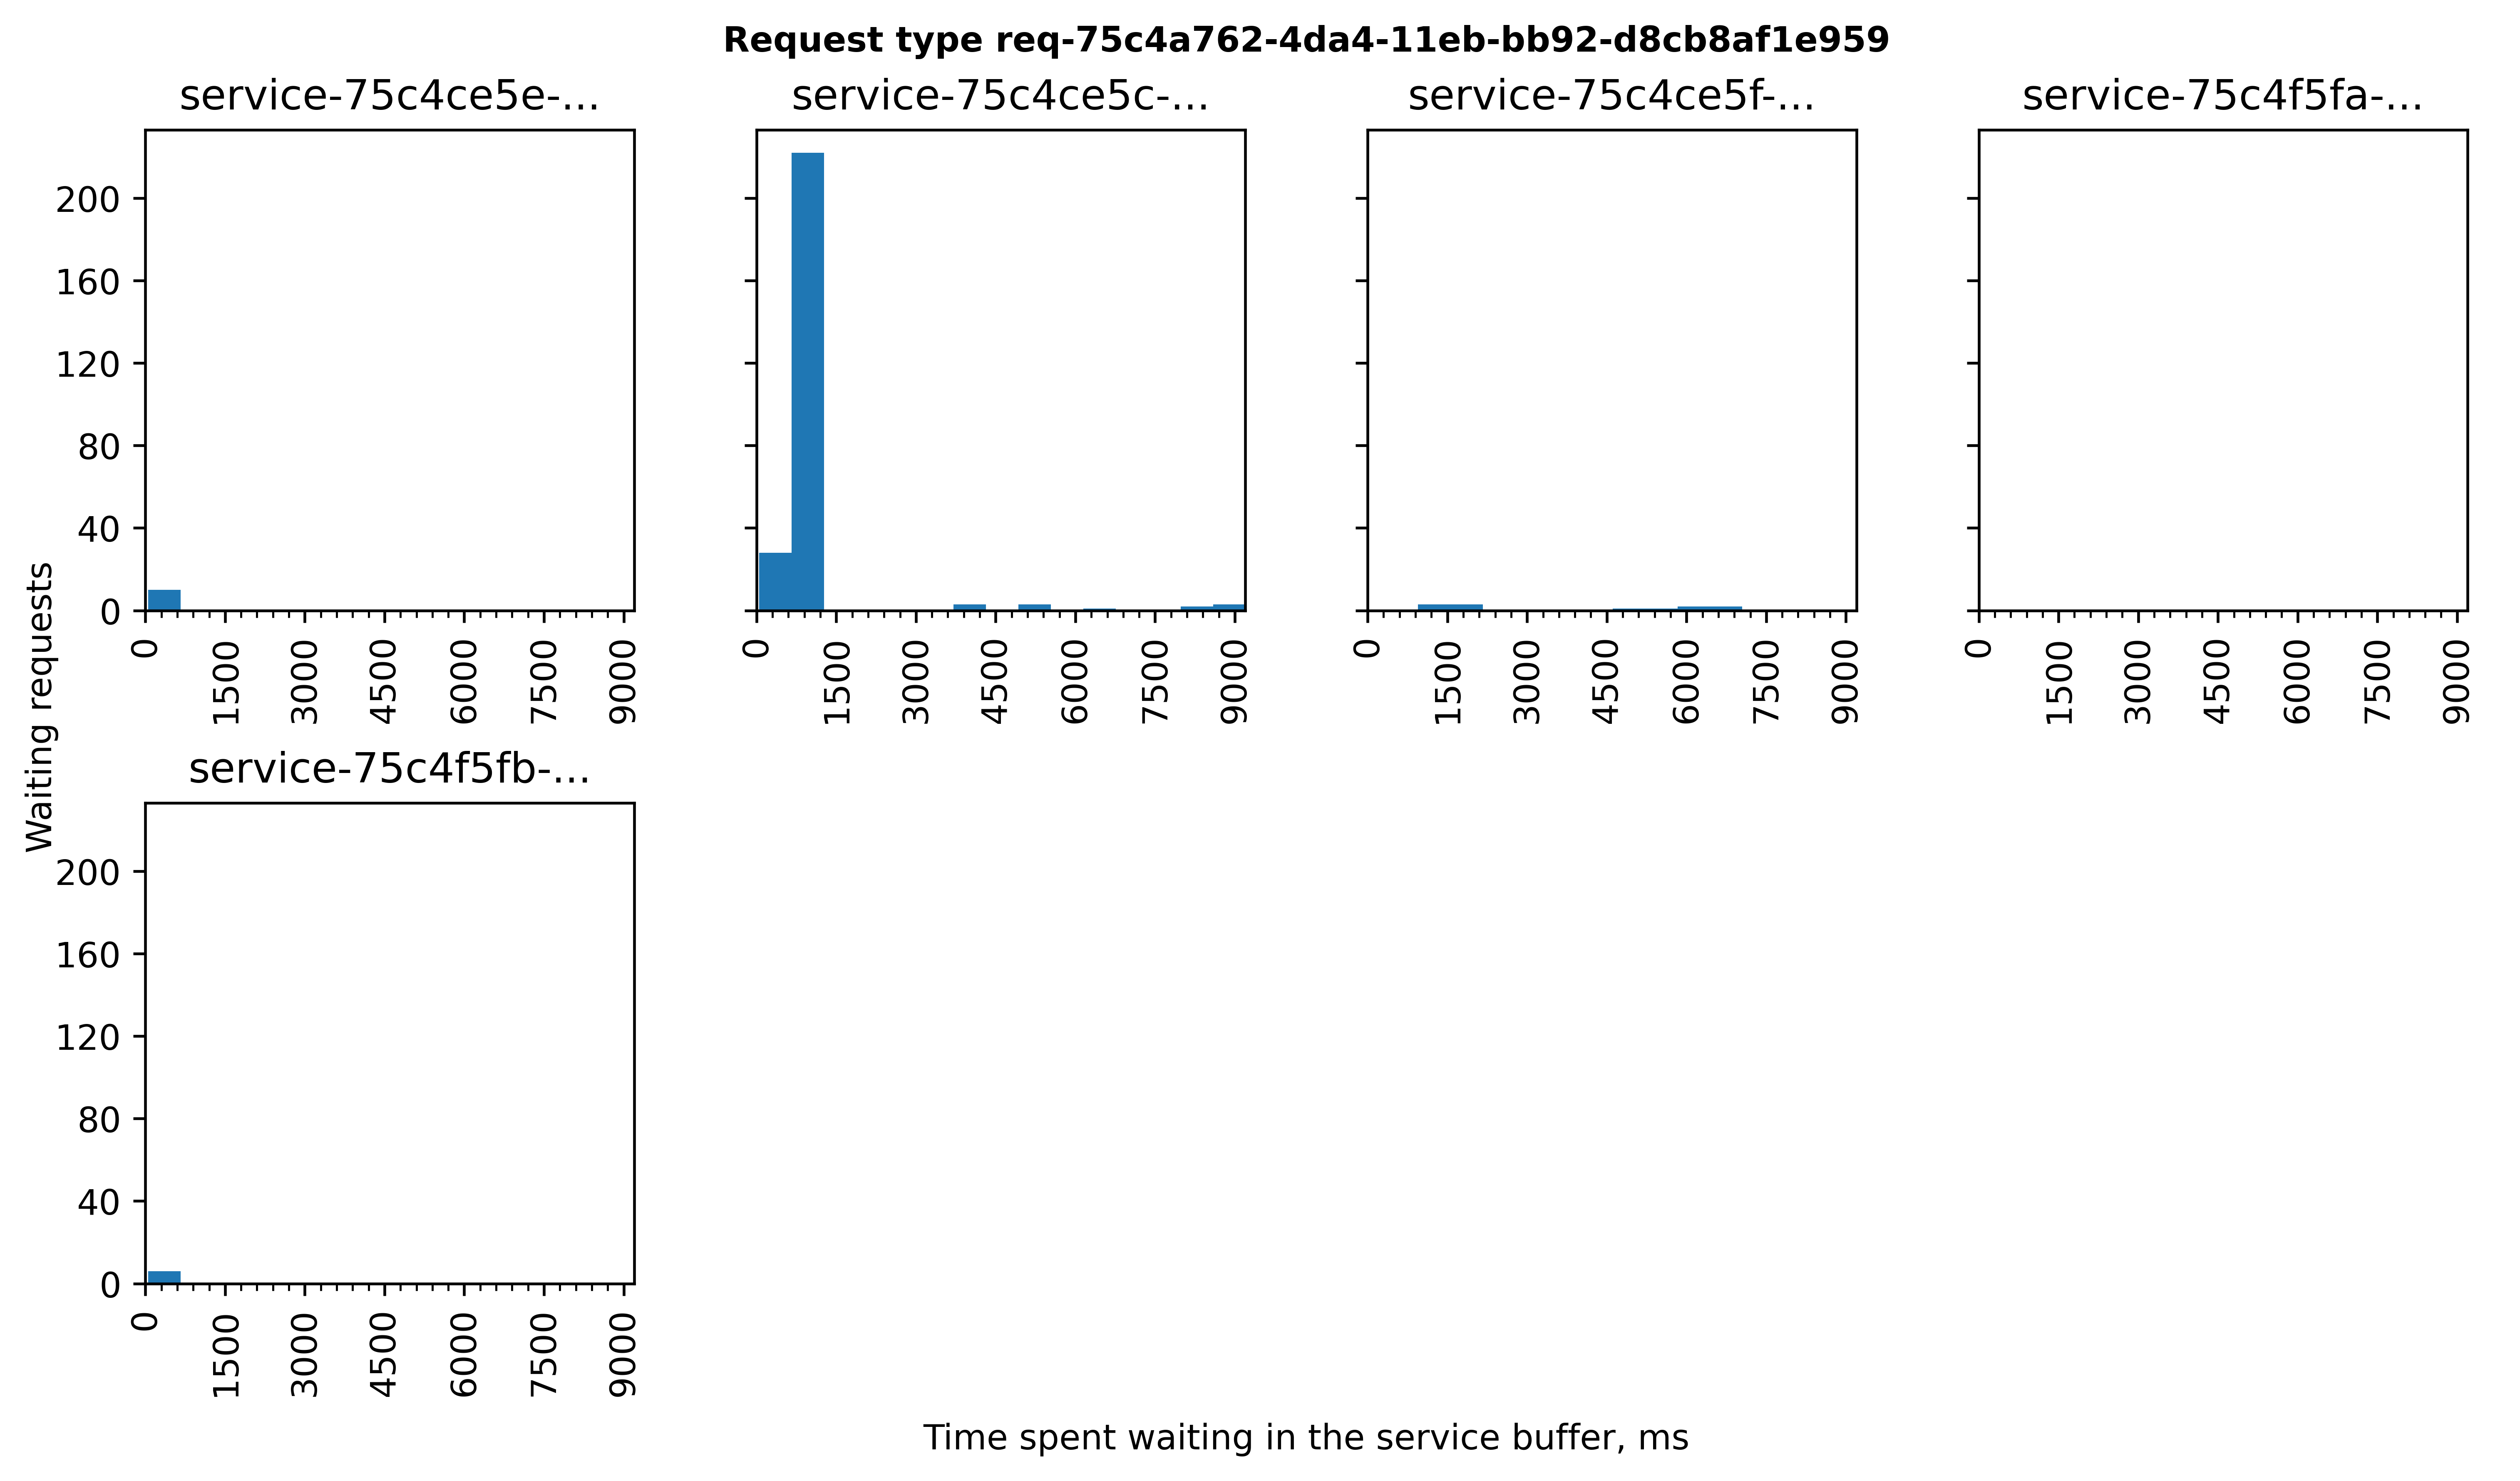 Request type req-75c4a762-4da4-11eb-bb92-d8cb8af1e959
service-75c4ce5e-...
service-75c4ce5c-...
service-75c4ce5f-...
service-75c4f5fa-...
200
160
120
80
40
0
0 1500 3000 4500 6000 7500 9000
0 1500 3000 4500 6000 7500 9000
0 1500 3000 4500 6000 7500 9000
0 1500 3000 4500 6000 7500 9000
Waiting requests
service-75c4f5fb-...
200
160
120
80
40
0
0 1500 3000 4500 6000 7500 9000
Time spent waiting in the service buffer, ms